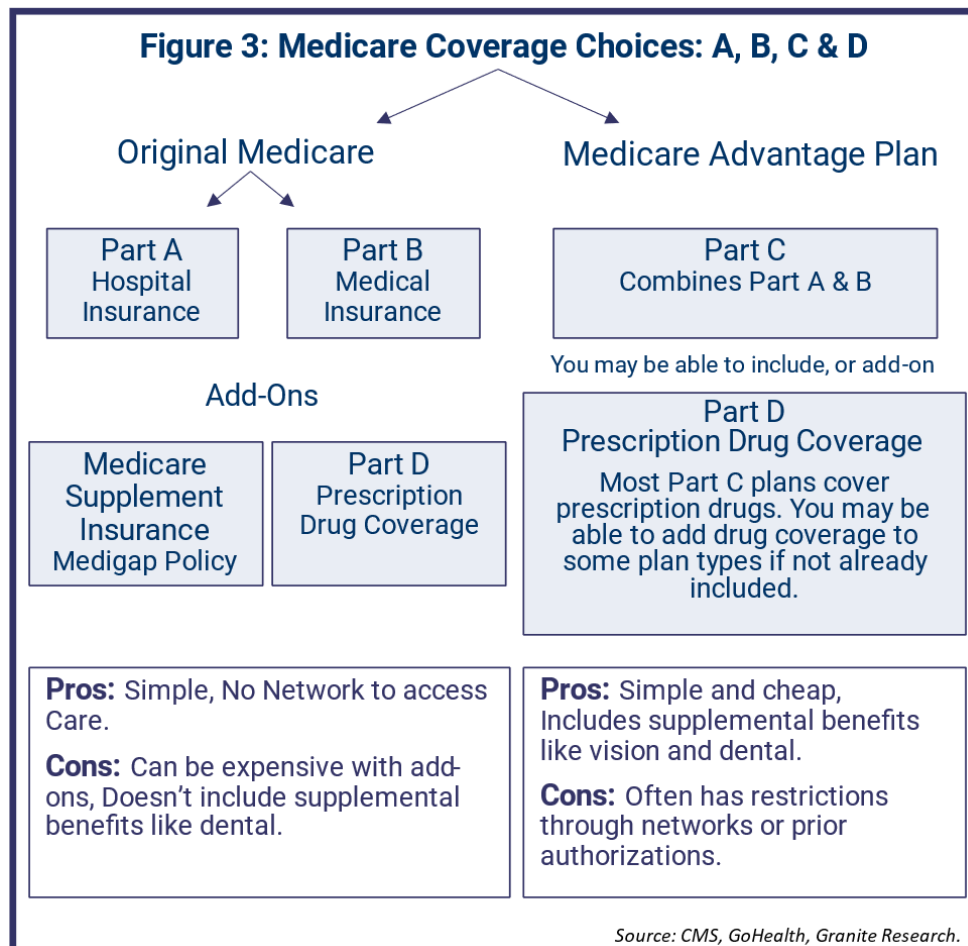 Figure 3: Medicare Coverage Choices: A, B, C & D
Original Medicare
Medicare Advantage Plan
Part A
Hospital
Insurance
Part B
Medical
Insurance
Part C
Combines Part A & B
Add-Ons
You may be able to include, or add-on
Medicare
Supplement
Insurance
Medigap Policy
Part D
Prescription
Drug Coverage
Part D
Prescription Drug Coverage
Most Part C plans cover
prescription drugs. You may be
able to add drug coverage to
some plan types if not already
included.
Pros: Simple, No Network to access
Care.
Cons: Can be expensive with add-
ons, Doesn’t include supplemental
benefits like dental.
Pros: Simple and cheap,
Includes supplemental benefits
like vision and dental.
Cons: Often has restrictions
through networks or prior
authorizations.
Source: CMS, GoHealth, Granite Research.